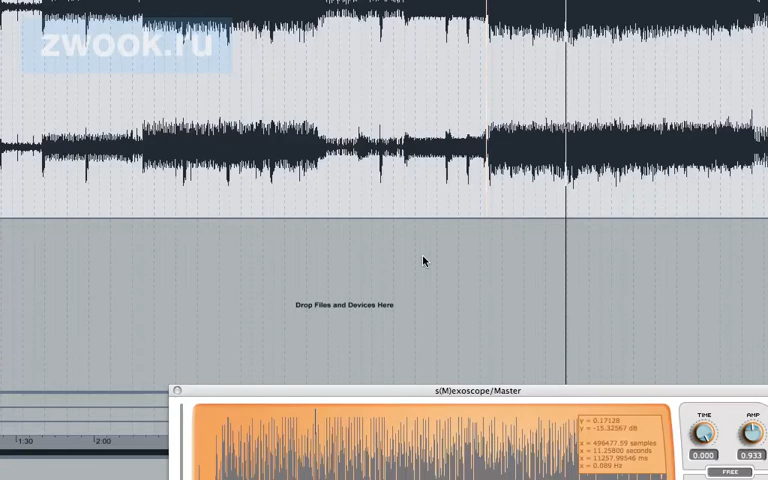 zwook.ru
Drop Files and Devices Here
s(M)exoscope/Master
y = 0.17128
y = -15.32567 dB
x = 496477.59 samples
x = 11.25800 seconds
x = 11257.99546 ms
x = 0.089 Hz
TIME
AMP
0.000
0.933
FREE
1:30
2:00